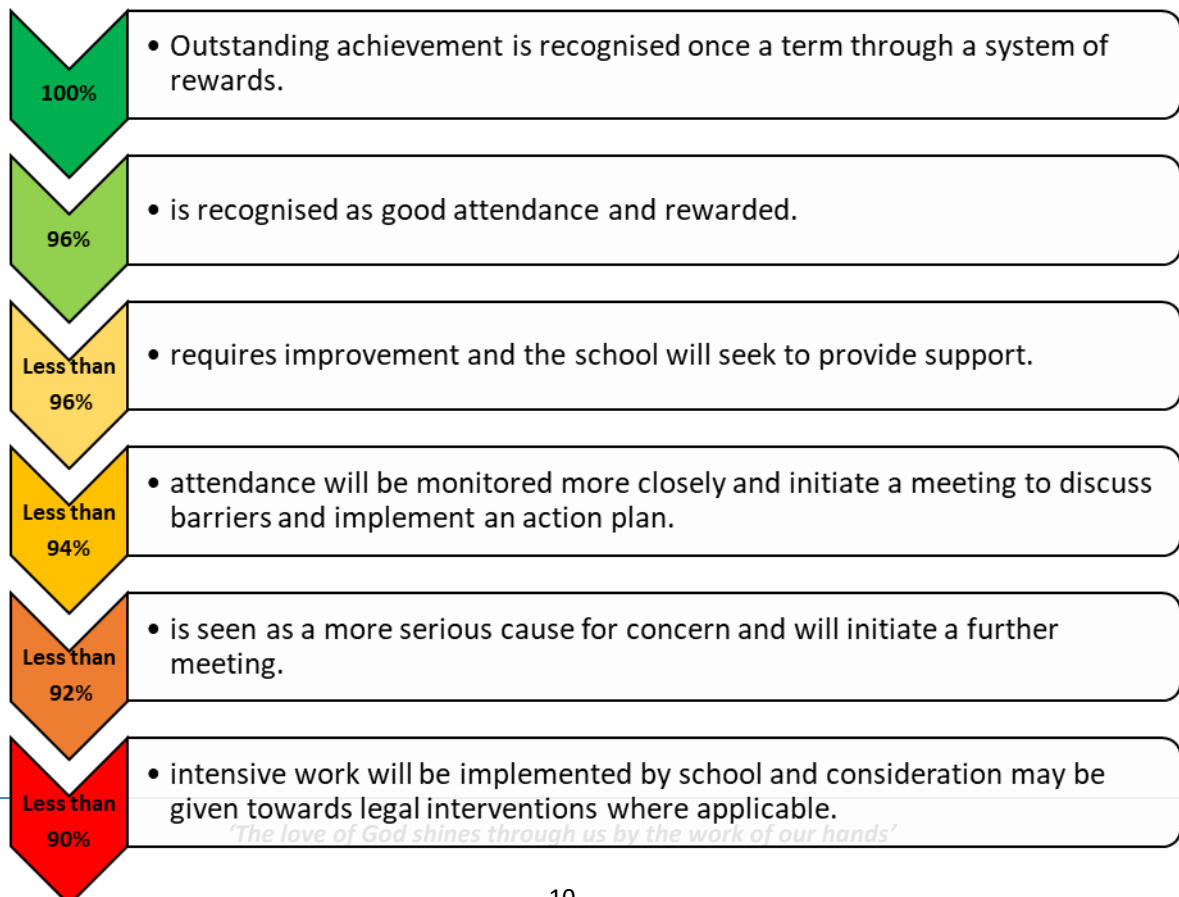 100%
• Outstanding achievement is recognised once a term through a system of
rewards.
96%
• is recognised as good attendance and rewarded.
Less than
96%
• requires improvement and the school will seek to provide support.
Less than
94%
• attendance will be monitored more closely and initiate a meeting to discuss
barriers and implement an action plan.
Less than
92%
• is seen as a more serious cause for concern and will initiate a further
meeting.
Less than
90%
• intensive work will be implemented by school and consideration may be
given towards legal interventions where applicable.
‘The love of God shines through us by the work of our hands’
10